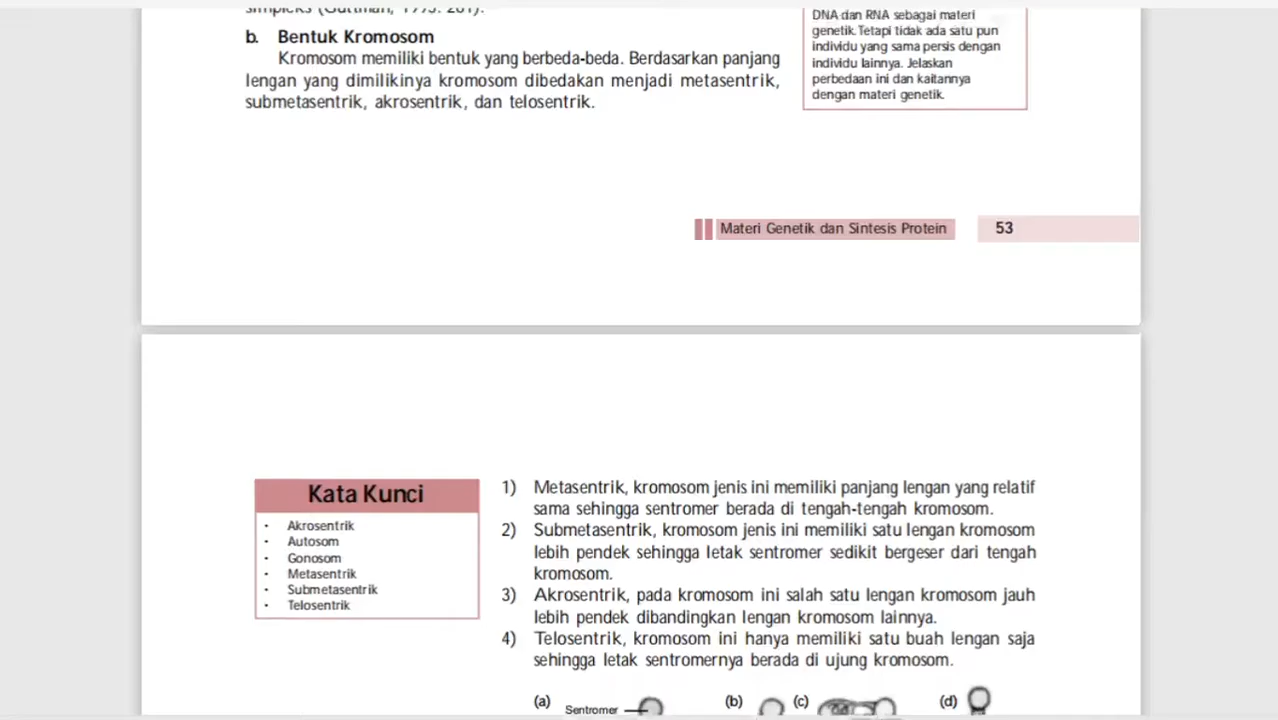 b. Bentuk Kromosom
Kromosom memiliki bentuk yang berbeda-beda. Berdasarkan panjang
lengan yang dimilikinya kromosom dibedakan menjadi metasentrik,
submetasentrik, akrosentrik, dan telosentrik.
DNA dan RNA sebagai materi
genetik. Tetapi tidak ada satu pun
individu yang sama persis dengan
individu lainnya. Jelaskan
perbedaan ini dan kaitannya
dengan materi genetik.
Materi Genetik dan Sintesis Protein 53
Kata Kunci
• Akrosentrik
• Autosom
• Gonosom
• Metasentrik
• Submetasentrik
• Telosentrik
1) Metasentrik, kromosom jenis ini memiliki panjang lengan yang relatif
sama sehingga sentromer berada di tengah-tengah kromosom.
2) Submetasentrik, kromosom jenis ini memiliki satu lengan kromosom
lebih pendek sehingga letak sentromer sedikit bergeser dari tengah
kromosom.
3) Akrosentrik, pada kromosom ini salah satu lengan kromosom jauh
lebih pendek dibandingkan lengan kromosom lainnya.
4) Telosentrik, kromosom ini hanya memiliki satu buah lengan saja
sehingga letak sentromernya berada di ujung kromosom.
(a) Sentromer (b) (c) (d)